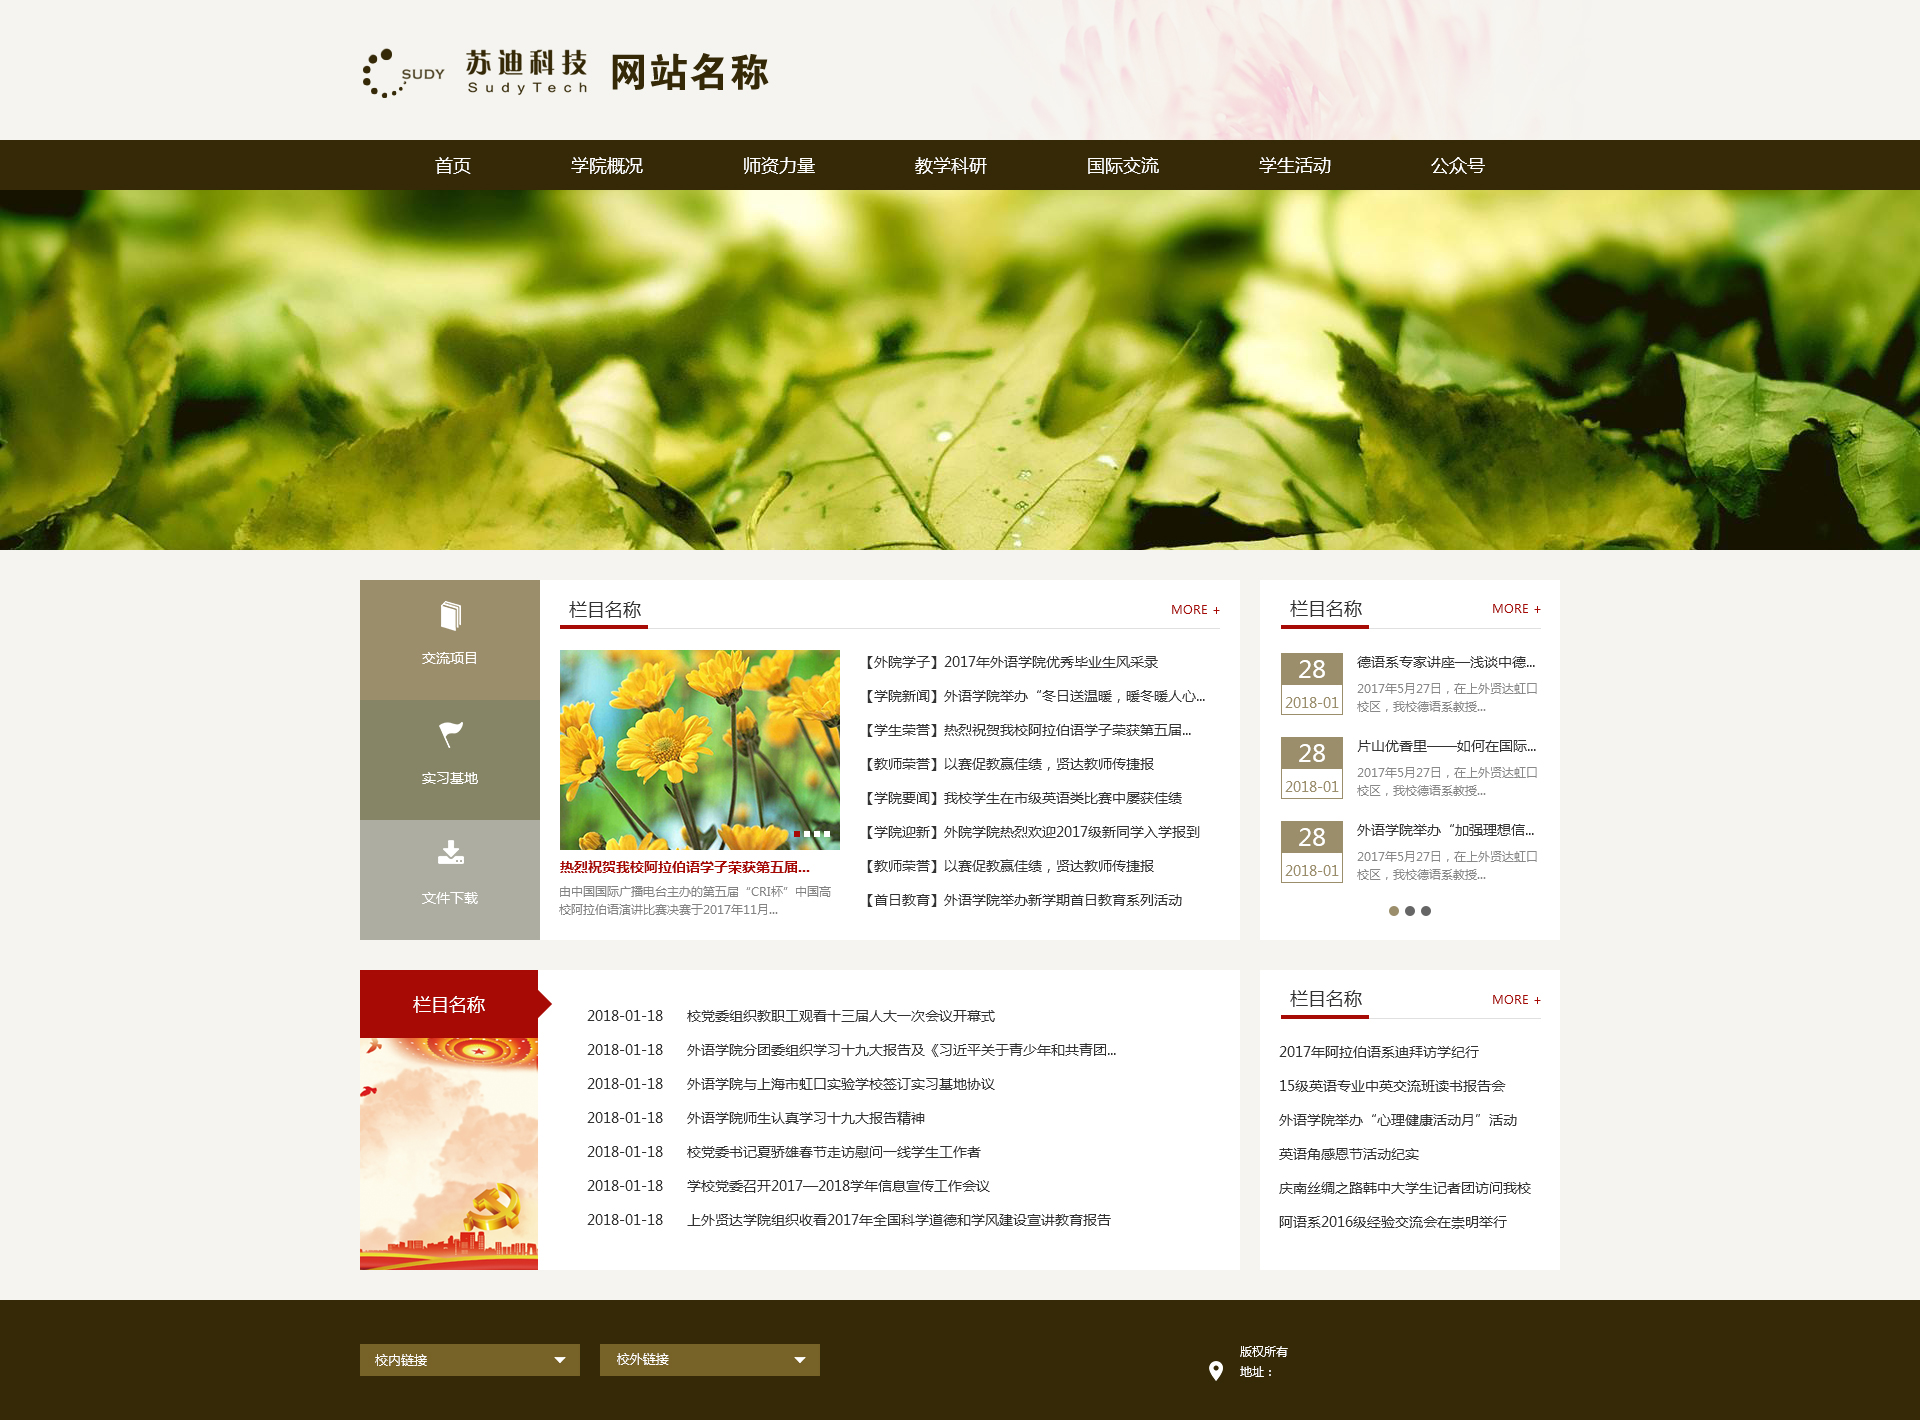 SUDY
苏迪科技
SudyTech
网站名称
首页
学院概况
师资力量
教学科研
国际交流
学生活动
公众号
交流项目
实习基地
文件下载
栏目名称
MORE +
热烈祝贺我校阿拉伯语学子荣获第五届...
由中国国际广播电台主办的第五届“CRI杯”中国高
校阿拉伯语演讲比赛决赛于2017年11月...
【外院学子】2017年外语学院优秀毕业生风采录
【学院新闻】外语学院举办“冬日送温暖，暖冬暖人心...
【学生荣誉】热烈祝贺我校阿拉伯语学子荣获第五届...
【教师荣誉】以赛促教赢佳绩，贤达教师传捷报
【学院要闻】我校学生在市级英语类比赛中屡获佳绩
【学院迎新】外院学院热烈欢迎2017级新同学入学报到
【教师荣誉】以赛促教赢佳绩，贤达教师传捷报
【首日教育】外语学院举办新学期首日教育系列活动
栏目名称
MORE +
28
2018-01
德语系专家讲座—浅谈中德...
2017年5月27日，在上外贤达虹口
校区，我校德语系教授...
28
2018-01
片山优香里——如何在国际...
2017年5月27日，在上外贤达虹口
校区，我校德语系教授...
28
2018-01
外语学院举办“加强理想信...
2017年5月27日，在上外贤达虹口
校区，我校德语系教授...
栏目名称
2018-01-18 校党委组织教职工观看十三届人大一次会议开幕式
2018-01-18 外语学院分团委组织学习十九大报告及《习近平关于青少年和共青团...
2018-01-18 外语学院与上海市虹口实验学校签订实习基地协议
2018-01-18 外语学院师生认真学习十九大报告精神
2018-01-18 校党委书记夏骄雄春节走访慰问一线学生工作者
2018-01-18 学校党委召开2017—2018学年信息宣传工作会议
2018-01-18 上外贤达学院组织收看2017年全国科学道德和学风建设宣讲教育报告
栏目名称
MORE +
2017年阿拉伯语系迪拜访学纪行
15级英语专业中英交流班读书报告会
外语学院举办“心理健康活动月”活动
英语角感恩节活动纪实
庆南丝绸之路韩中大学生记者团访问我校
阿语系2016级经验交流会在崇明举行
校内链接
校外链接
版权所有
地址：